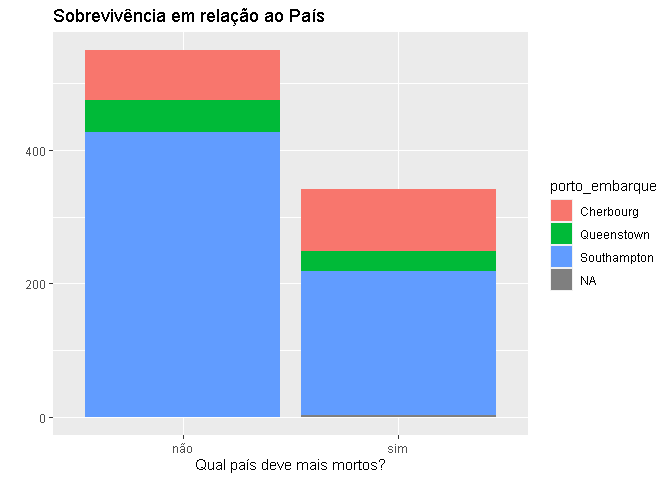 Sobrevivência em relação ao País
400
200
0
não
sim
Qual país deve mais mortos?
porto_embarque
Cherbourg
Queenstown
Southampton
NA